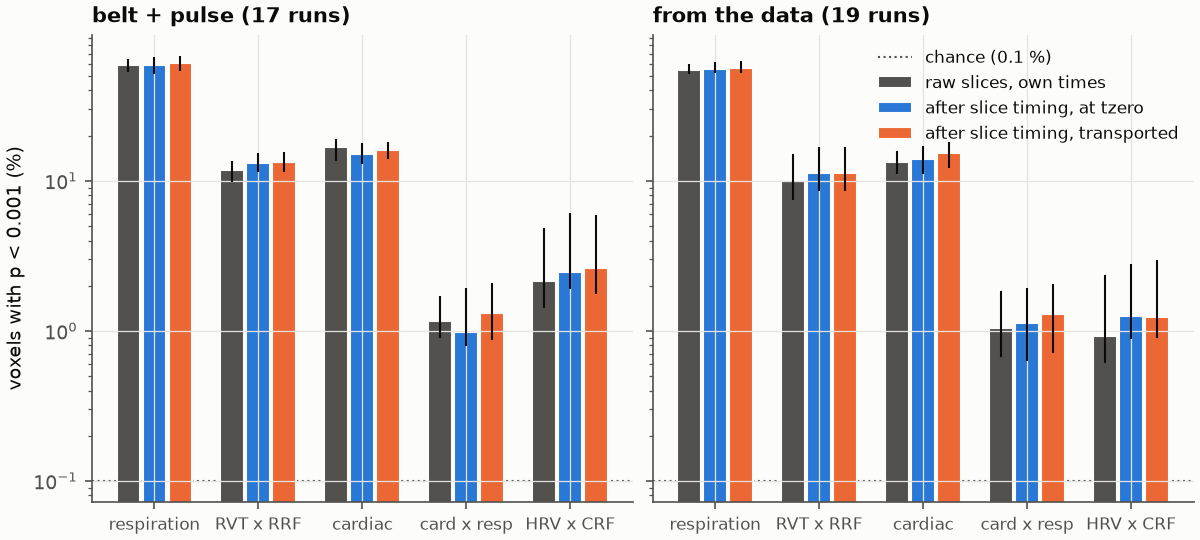 belt + pulse (17 runs)
from the data (19 runs)
chance (0.1 %)
raw slices, own times
after slice timing, at tzero
after slice timing, transported
voxels with p < 0.001 (%)
10¹
10⁰
10⁻¹
respiration RVT x RRF cardiac card x resp HRV x CRF
respiration RVT x RRF cardiac card x resp HRV x CRF